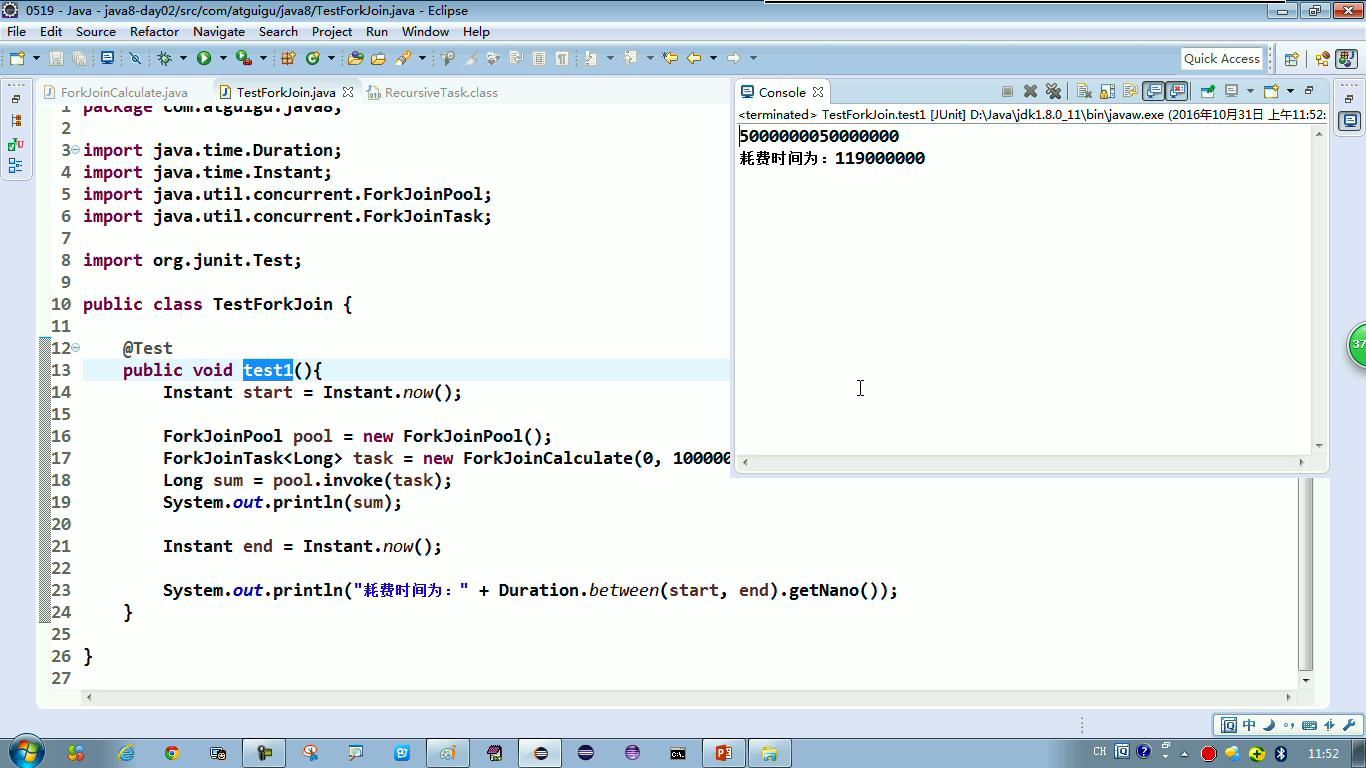 0519 - Java - java8-day02/src/com/atguigu/java8/TestForkJoin.java - Eclipse
File Edit Source Refactor Navigate Search Project Run Window Help
Quick Access
ForkJoinCalculate.java TestForkJoin.java RecursiveTask.class
1 package com.atguigu.java8;
2
3 import java.time.Duration;
4 import java.time.Instant;
5 import java.util.concurrent.ForkJoinPool;
6 import java.util.concurrent.ForkJoinTask;
7
8 import org.junit.Test;
9
10 public class TestForkJoin {
11
12 @Test
13 public void test1(){
14 Instant start = Instant.now();
15
16 ForkJoinPool pool = new ForkJoinPool();
17 ForkJoinTask<Long> task = new ForkJoinCalculate(0, 100000
18 Long sum = pool.invoke(task);
19 System.out.println(sum);
20
21 Instant end = Instant.now();
22
23 System.out.println("耗费时间为：" + Duration.between(start, end).getNano());
24 }
25
26 }
27
Console
<terminated> TestForkJoin.test1 [JUnit] D:\Java\jdk1.8.0_11\bin\javaw.exe (2016年10月31日 上午11:52:
5000000050000000
耗费时间为：119000000
37
中
CH
11:52